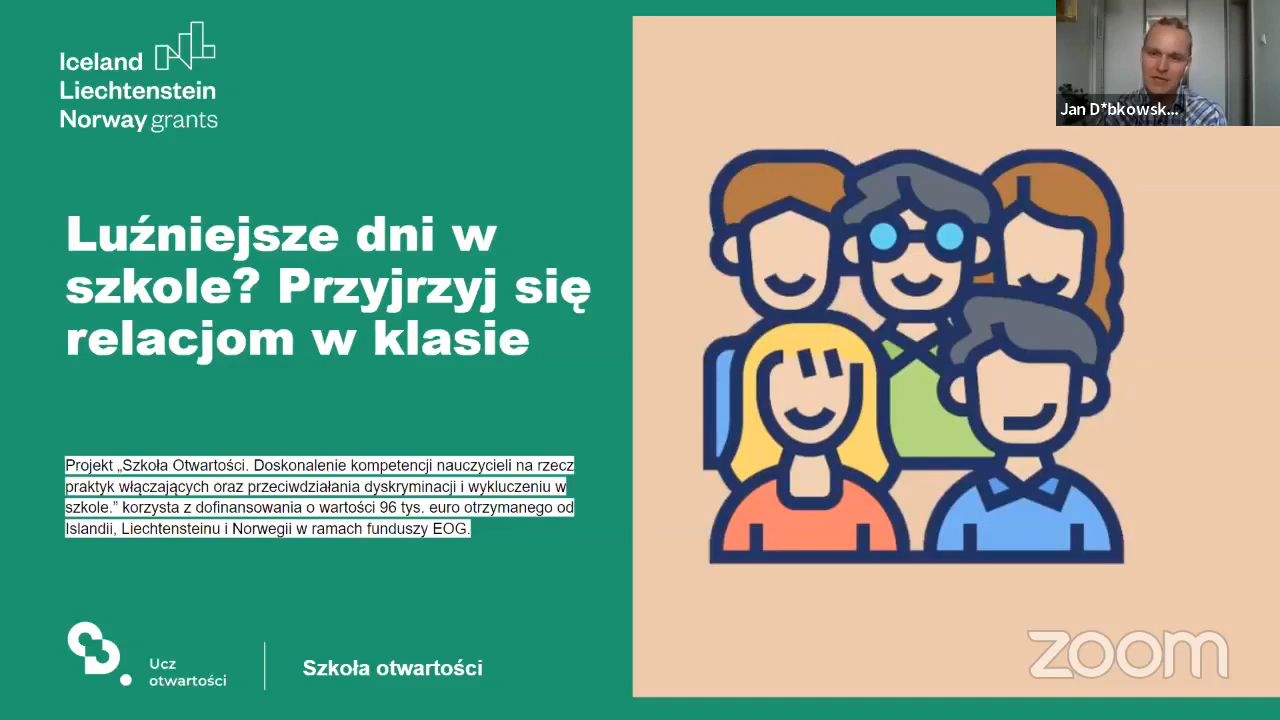 Iceland
Liechtenstein
Norway grants
Jan D*bkowsk...
Luźniejsze dni w
szkole? Przyjrzyj się
relacjom w klasie
Projekt „Szkoła Otwartości. Doskonalenie kompetencji nauczycieli na rzecz
praktyk włączających oraz przeciwdziałania dyskryminacji i wykluczeniu w
szkole.” korzysta z dofinansowania o wartości 96 tys. euro otrzymanego od
Islandii, Liechtensteinu i Norwegii w ramach funduszy EOG.
Ucz
otwartości
Szkoła otwartości
zoom